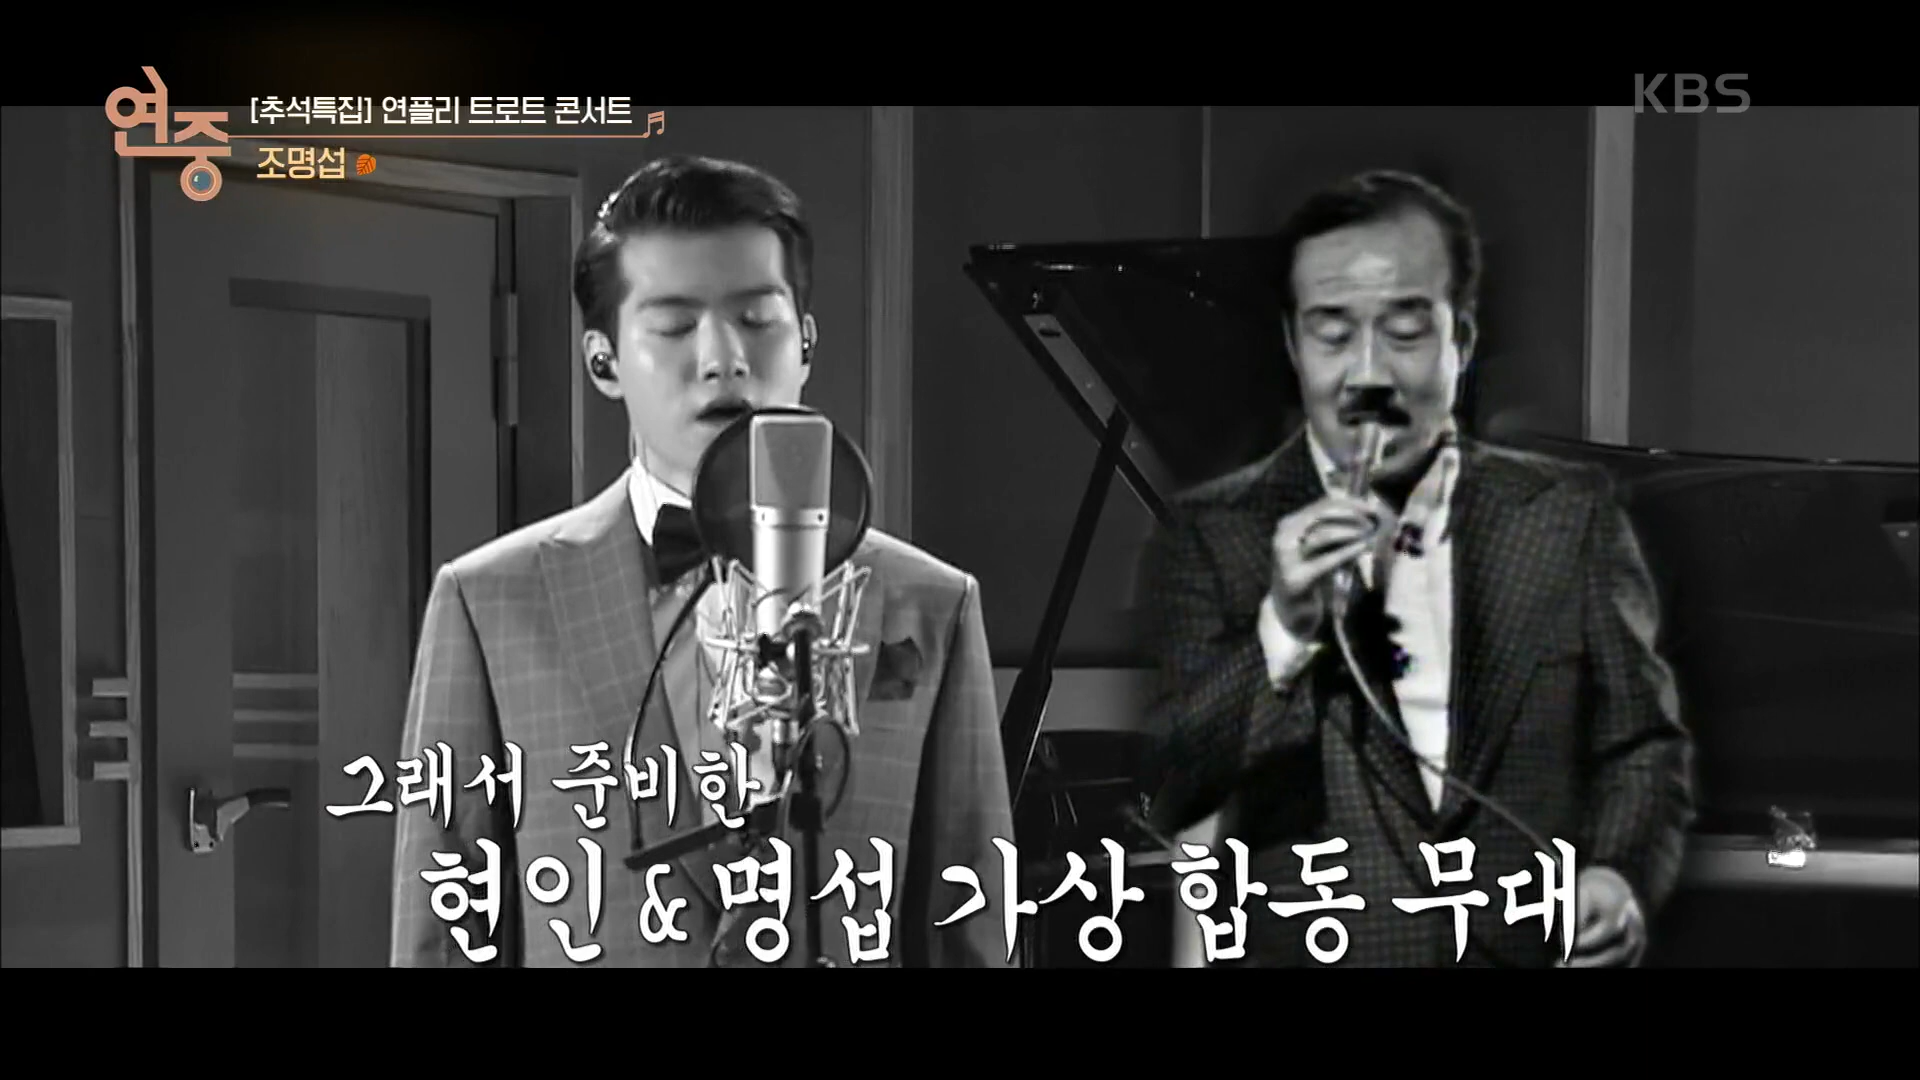 연중
[추석특집] 연플리 트로트 콘서트
조명섭
KBS
그래서 준비한
현인 & 명섭 가상 합동 무대